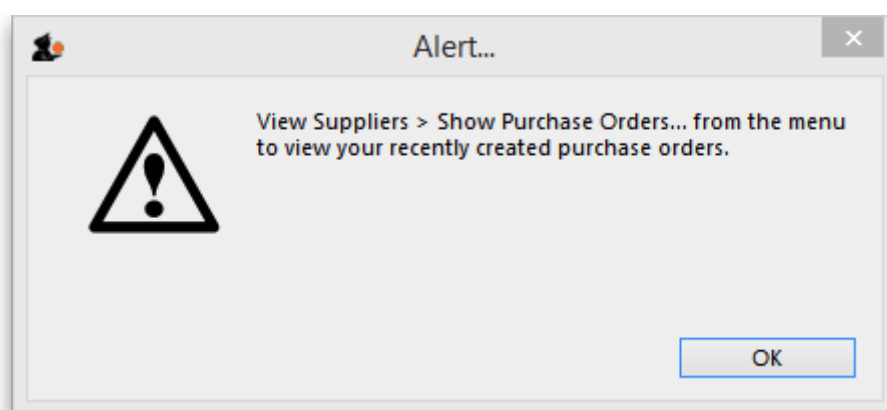 Alert...
View Suppliers > Show Purchase Orders... from the menu
to view your recently created purchase orders.
OK